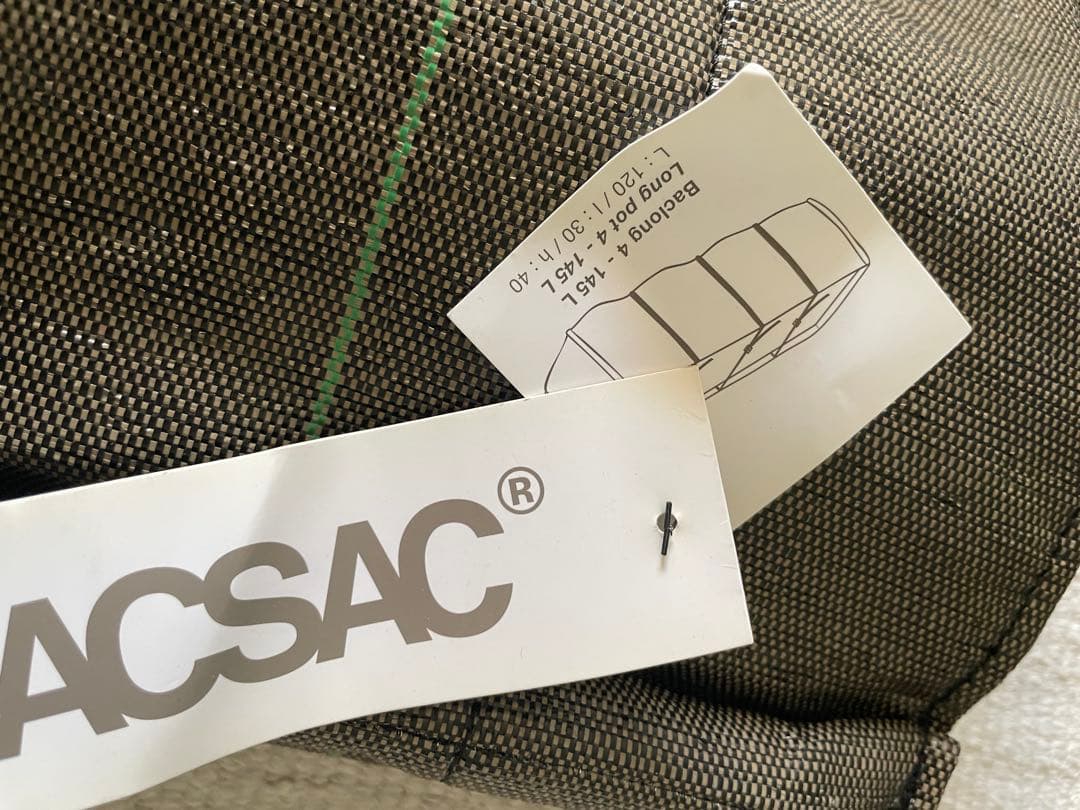 ACSAC®
Baclong 4 - 145 L
Long pot 4 - 145 L
L : 120 / l : 30 / h : 40